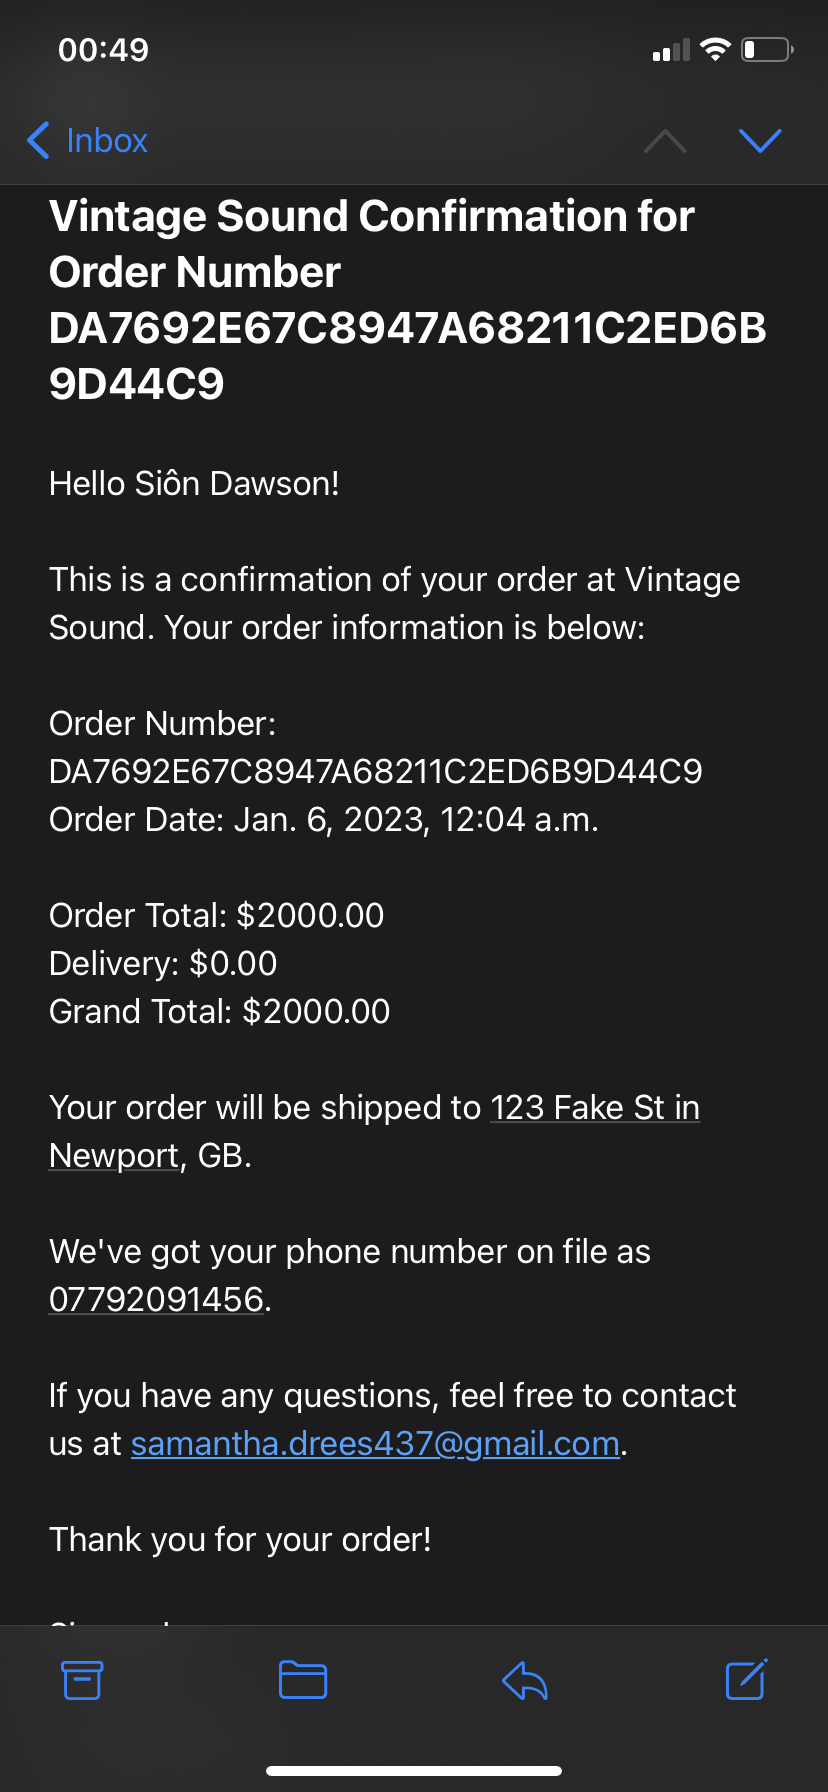 00:49
Inbox
Vintage Sound Confirmation for
Order Number
DA7692E67C8947A68211C2ED6B
9D44C9
Hello Siôn Dawson!
This is a confirmation of your order at Vintage
Sound. Your order information is below:
Order Number:
DA7692E67C8947A68211C2ED6B9D44C9
Order Date: Jan. 6, 2023, 12:04 a.m.
Order Total: $2000.00
Delivery: $0.00
Grand Total: $2000.00
Your order will be shipped to 123 Fake St in
Newport, GB.
We've got your phone number on file as
07792091456.
If you have any questions, feel free to contact
us at samantha.drees437@gmail.com.
Thank you for your order!